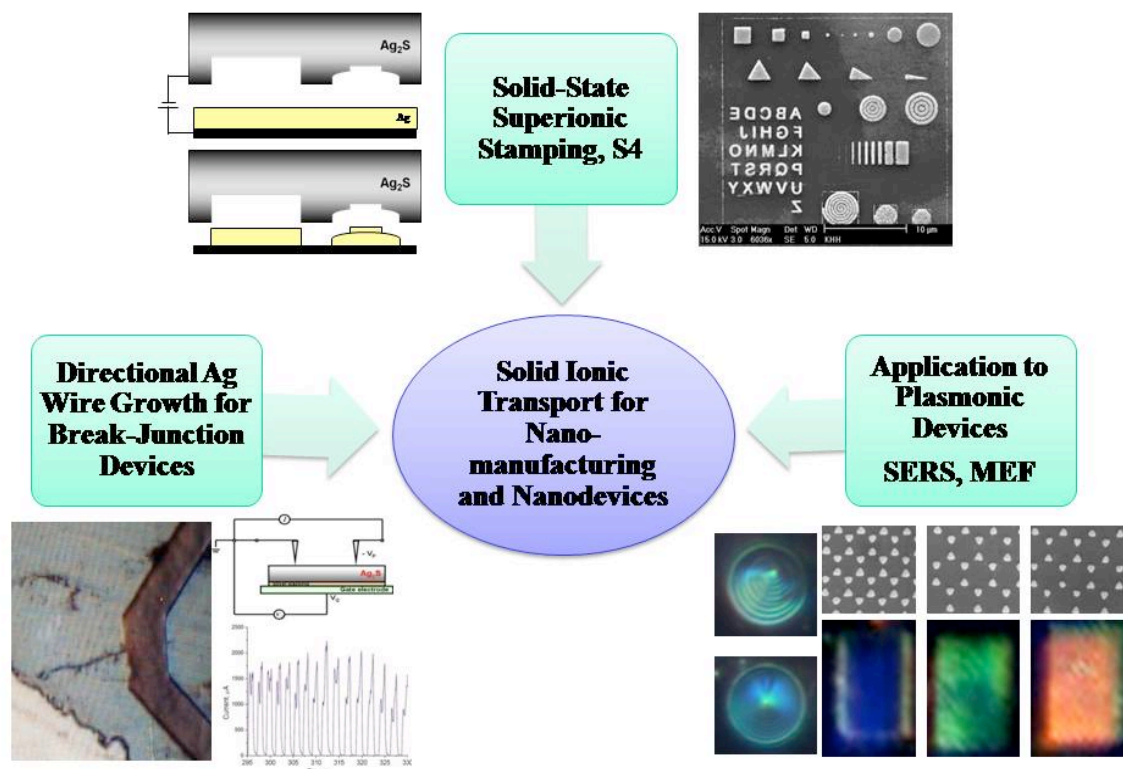 Ag₂S
Ag
Ag₂S
Solid-State
Superionic
Stamping, S4
ABCDE
FGHIJ
KLMNO
PQRST
UVWXY
Z
Acc.V Spot Magn Det WD
15.0 kV 3.0 6036x SE 5.0 KHH
10 µm
Directional Ag
Wire Growth for
Break-Junction
Devices
Solid Ionic
Transport for
Nano-
manufacturing
and Nanodevices
Application to
Plasmonic
Devices
SERS, MEF
Ag₂S
Gate electrode
Current, µA
2500
2000
1500
1000
500
0
295 300 305 310 315 320 325